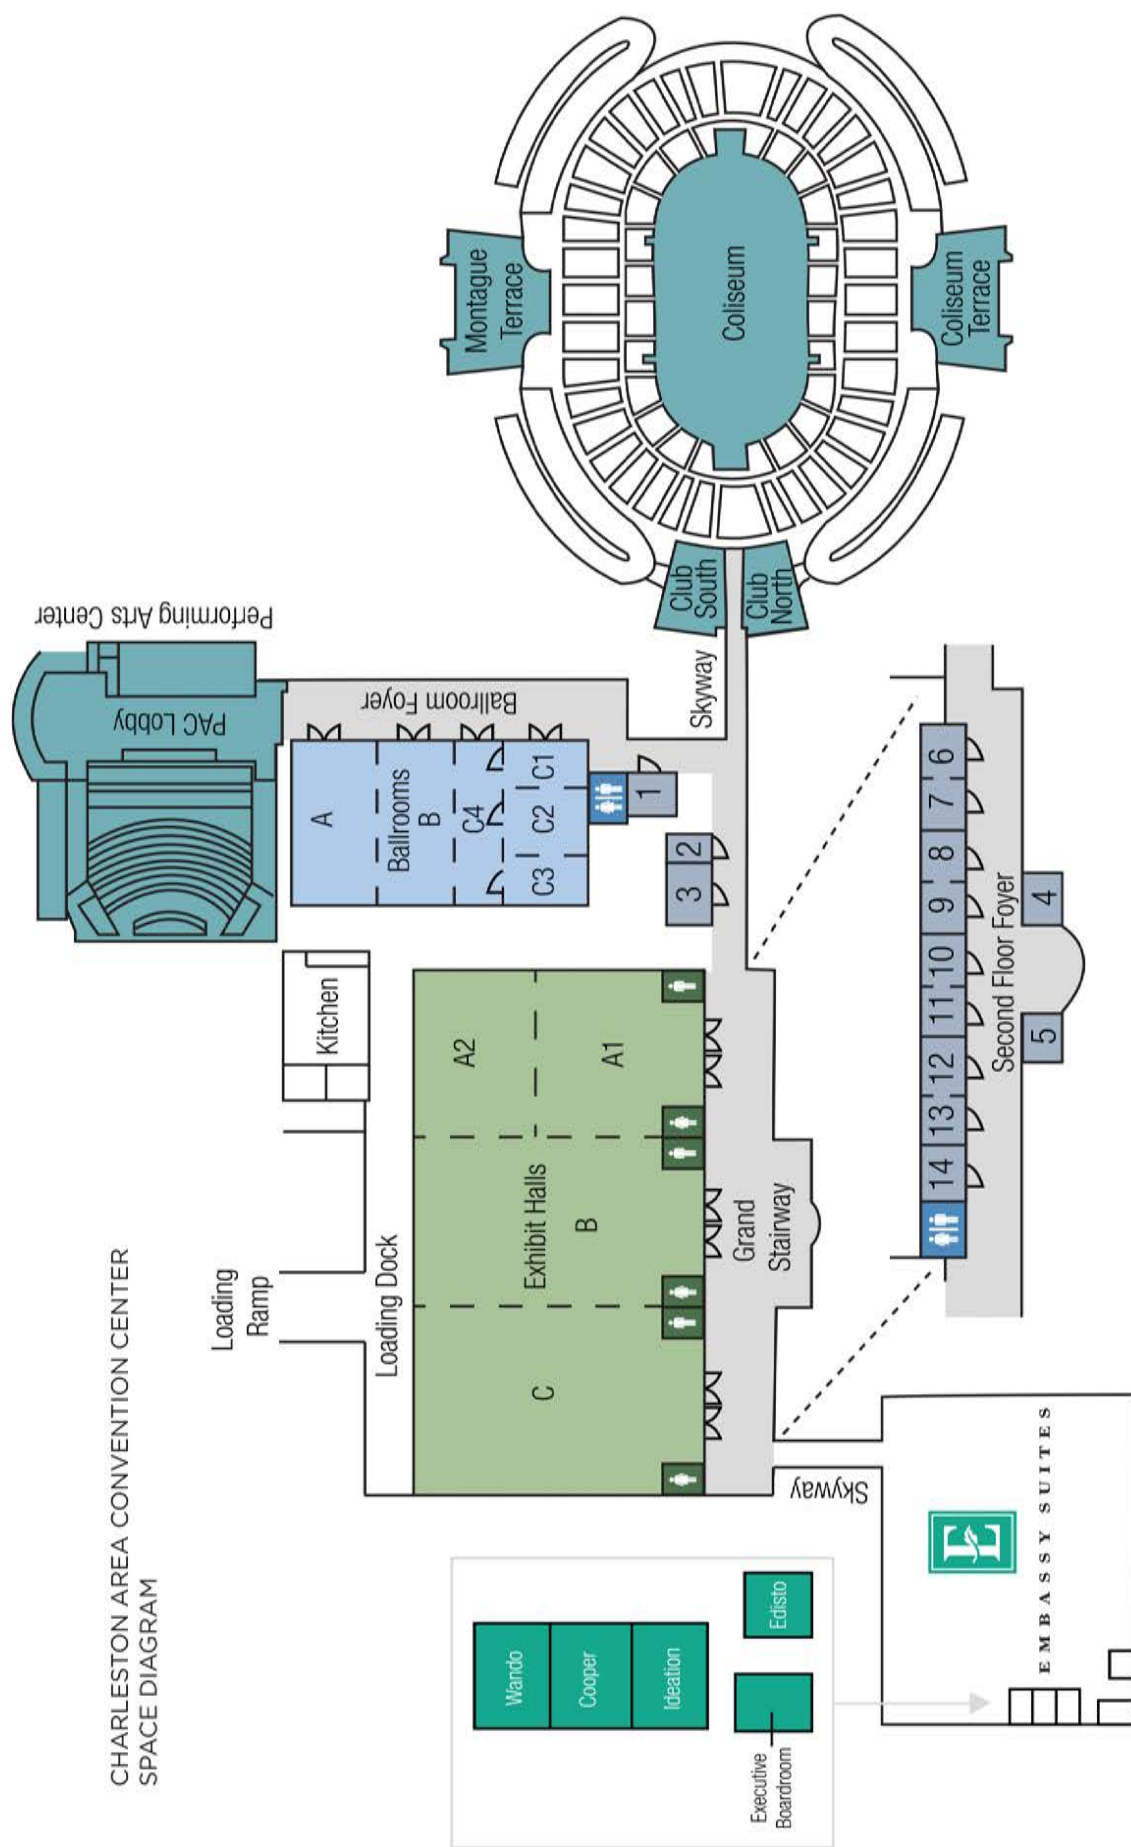 CHARLESTON AREA CONVENTION CENTER
SPACE DIAGRAM
Loading
Ramp
Loading Dock
Kitchen
Performing Arts Center
PAC Lobby
Ballroom Foyer
A
Ballrooms
B
C4
C3
C2
C1
1
2
3
Exhibit Halls
A2
A1
B
C
Grand
Stairway
Skyway
Club
South
Club
North
Montague
Terrace
Coliseum
Coliseum
Terrace
14
13
12
11
10
9
8
7
6
Second Floor Foyer
5
4
Skyway
Wando
Cooper
Ideation
Edisto
Executive
Boardroom
E
EMBASSY SUITES